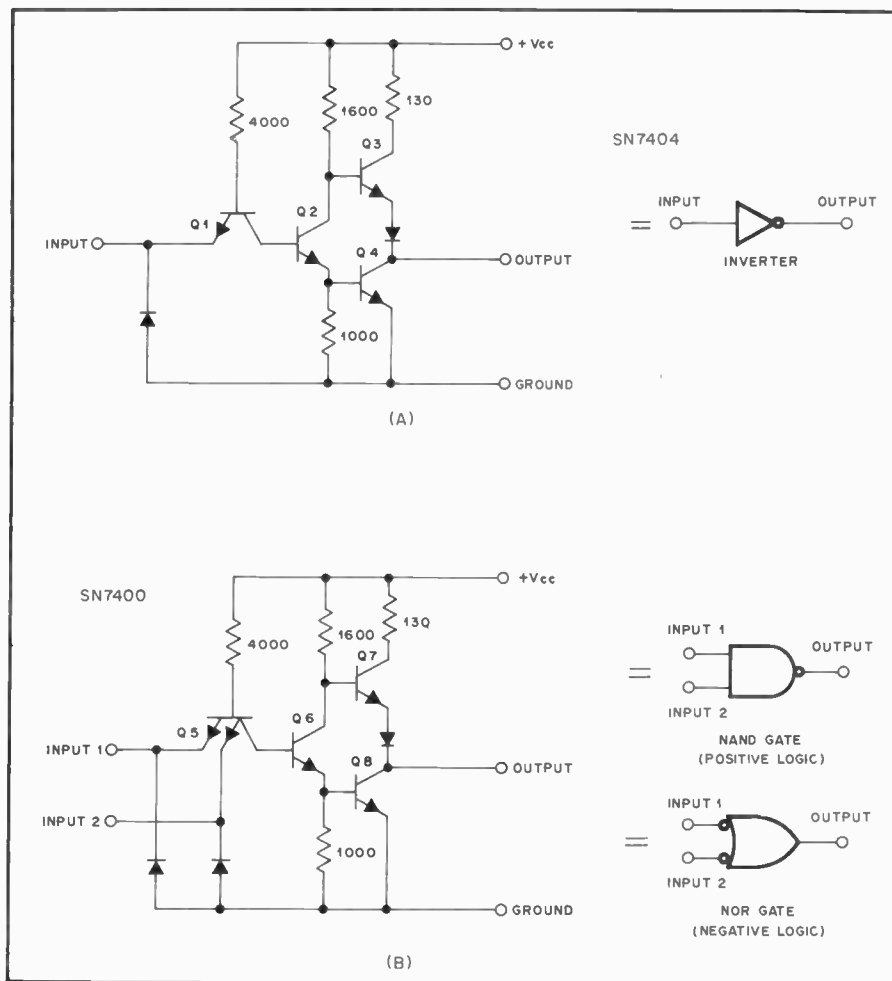 +Vcc
4000
1600
130
Q3
SN7404
INPUT
OUTPUT
Q1
Q2
Q4
INPUT
OUTPUT
=
INVERTER
1000
GROUND
(A)
SN7400
+Vcc
4000
1600
13Q
Q7
INPUT 1
OUTPUT
=
INPUT 2
Q5
Q6
NAND GATE
(POSITIVE LOGIC)
INPUT 1
Q8
OUTPUT
INPUT 2
INPUT 1
OUTPUT
=
1000
INPUT 2
GROUND
NOR GATE
(NEGATIVE LOGIC)
(B)